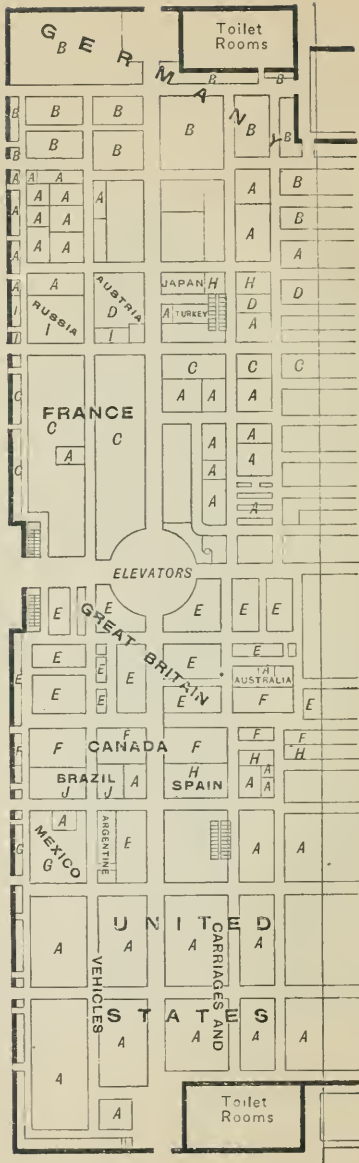 Toilet
Rooms
GERMANY
B
B B
B B B B B B
B B B B
A A A A A B
A A A A A B
A A A A
A AUSTRIA JAPAN H H D
I RUSSIA D A TURKEY D
I I I A
C C C
FRANCE A A A
C C C A A
A A A
A A
ELEVATORS
E E E E E E
GREAT BRITAIN
E E E E E
E E E AUSTRALIA
E E F E
F F F F
F CANADA F H H
BRAZIL H A A
J J A SPAIN A
A ARGENTINE
MEXICO E A A
G G
UNITED
A A A A A
VEHICLES
CARRIAGES AND
STATES
A A A A
A
A
Toilet
Rooms